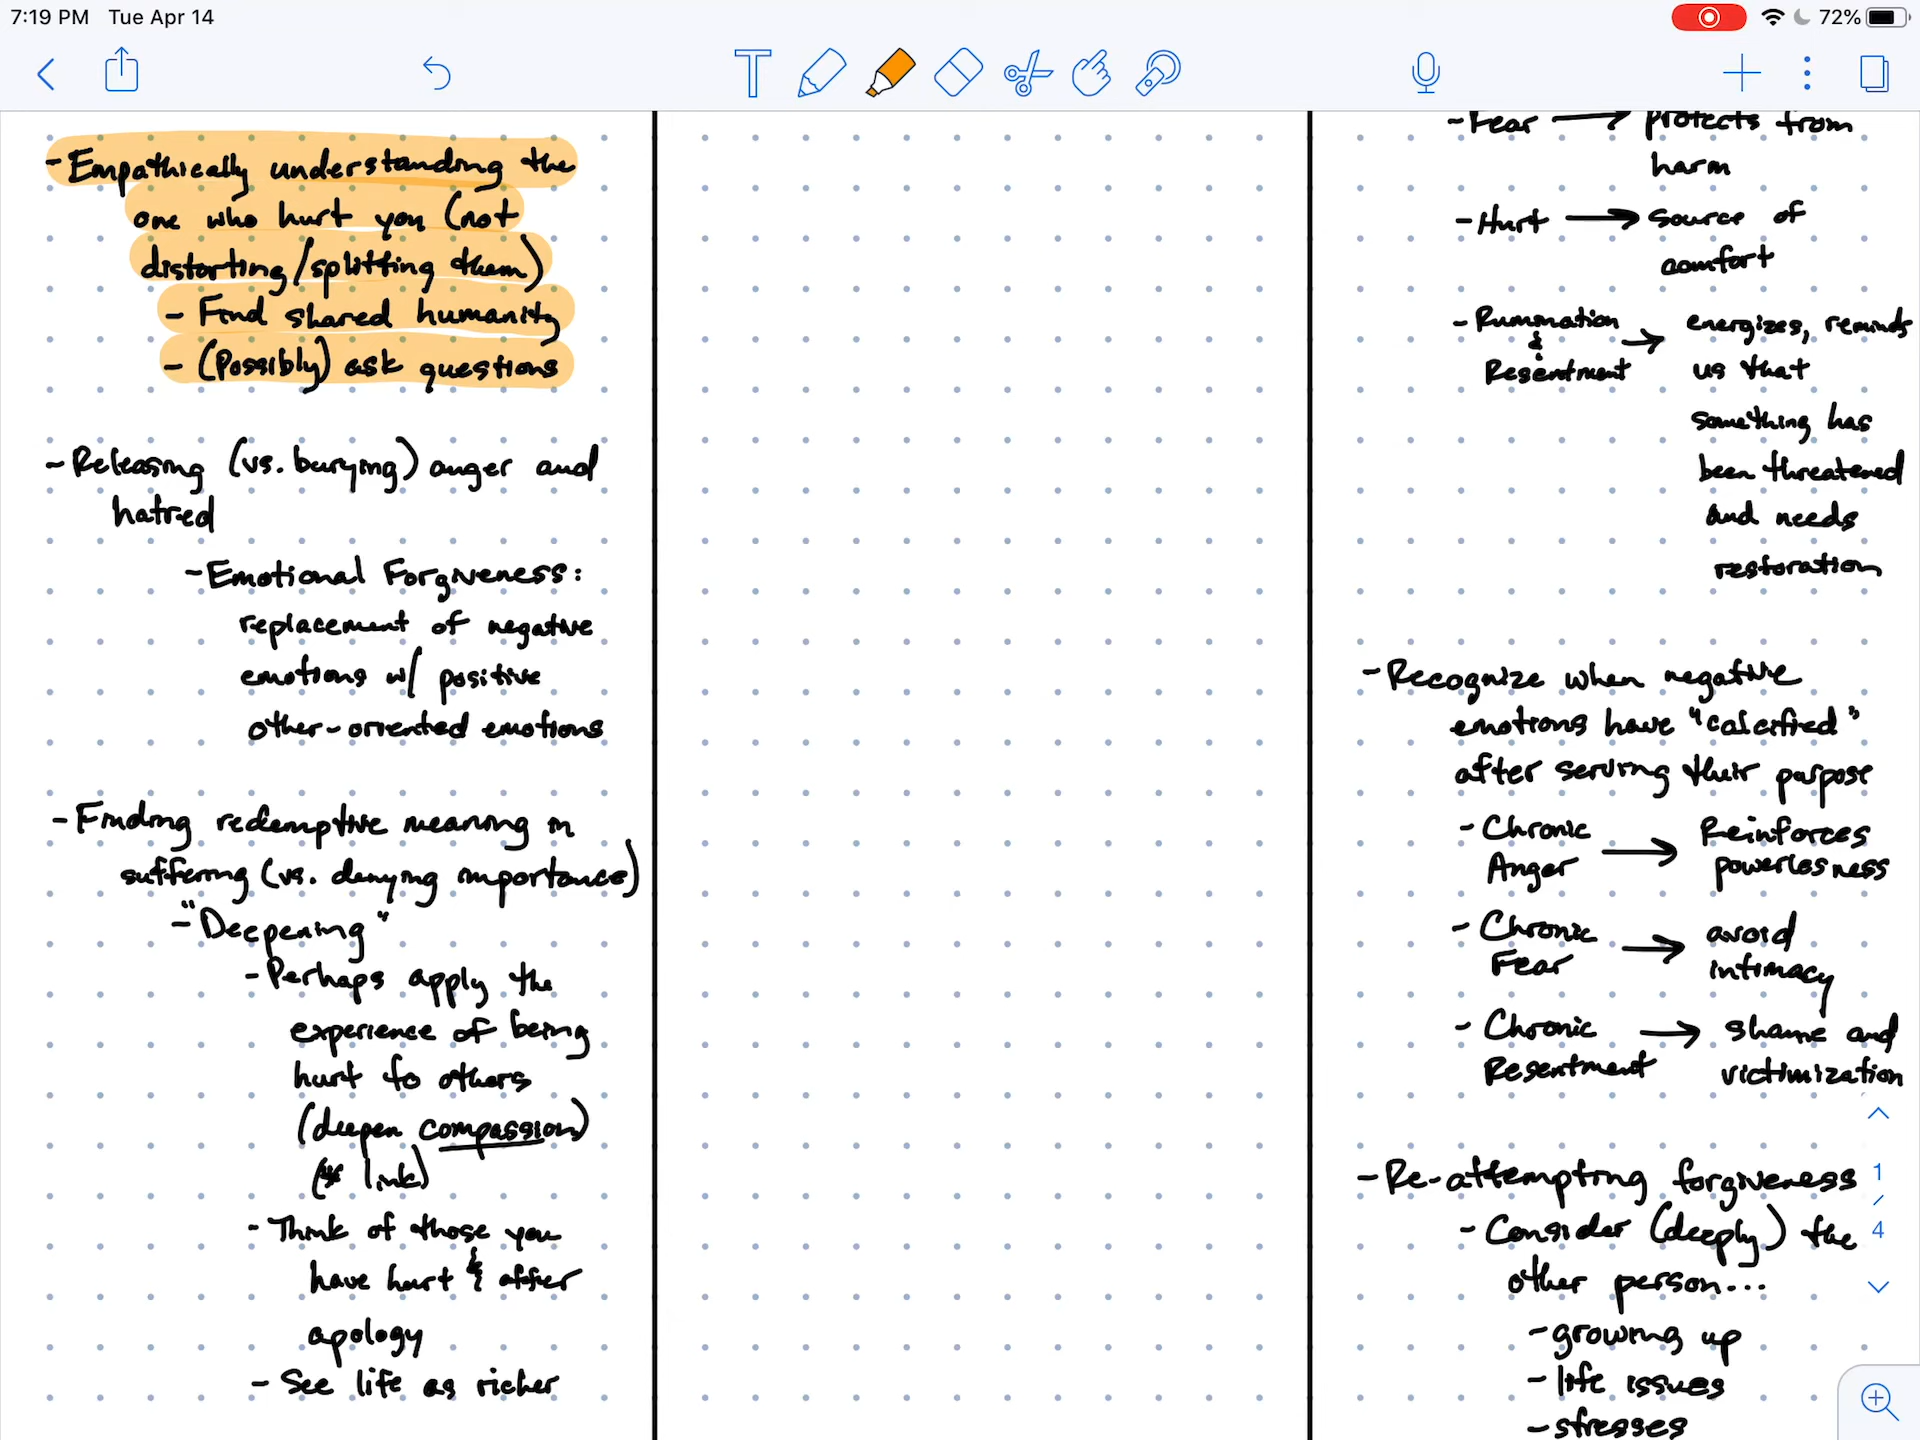 7:19 PM Tue Apr 14
72%
- Empathically understanding the
one who hurt you (not
distorting/splitting them)
- Find shared humanity
- (Possibly) ask questions
- Releasing (vs. burying) anger and
hatred
- Emotional Forgiveness:
replacement of negative
emotions w/ positive
other-oriented emotions
- Finding redemptive meaning in
suffering (vs. denying importance)
- "Deepening"
- Perhaps apply the
experience of being
hurt to others
(deepen compassion)
(* link)
- Think of those you
have hurt & offer
apology
- See life as richer
- Fear → protects from
harm
- Hurt → source of
comfort
- Rumination
&
Resentment → energizes, reminds
us that
something has
been threatened
and needs
restoration
- Recognize when negative
emotions have "calcified"
after serving their purpose
- Chronic
Anger → Reinforces
powerlessness
- Chronic
Fear → avoid
intimacy
- Chronic
Resentment → shame and
victimization
- Re-attempting forgiveness
- Consider (deeply) the
other person...
- growing up
- life issues
- stresses
1
/
4